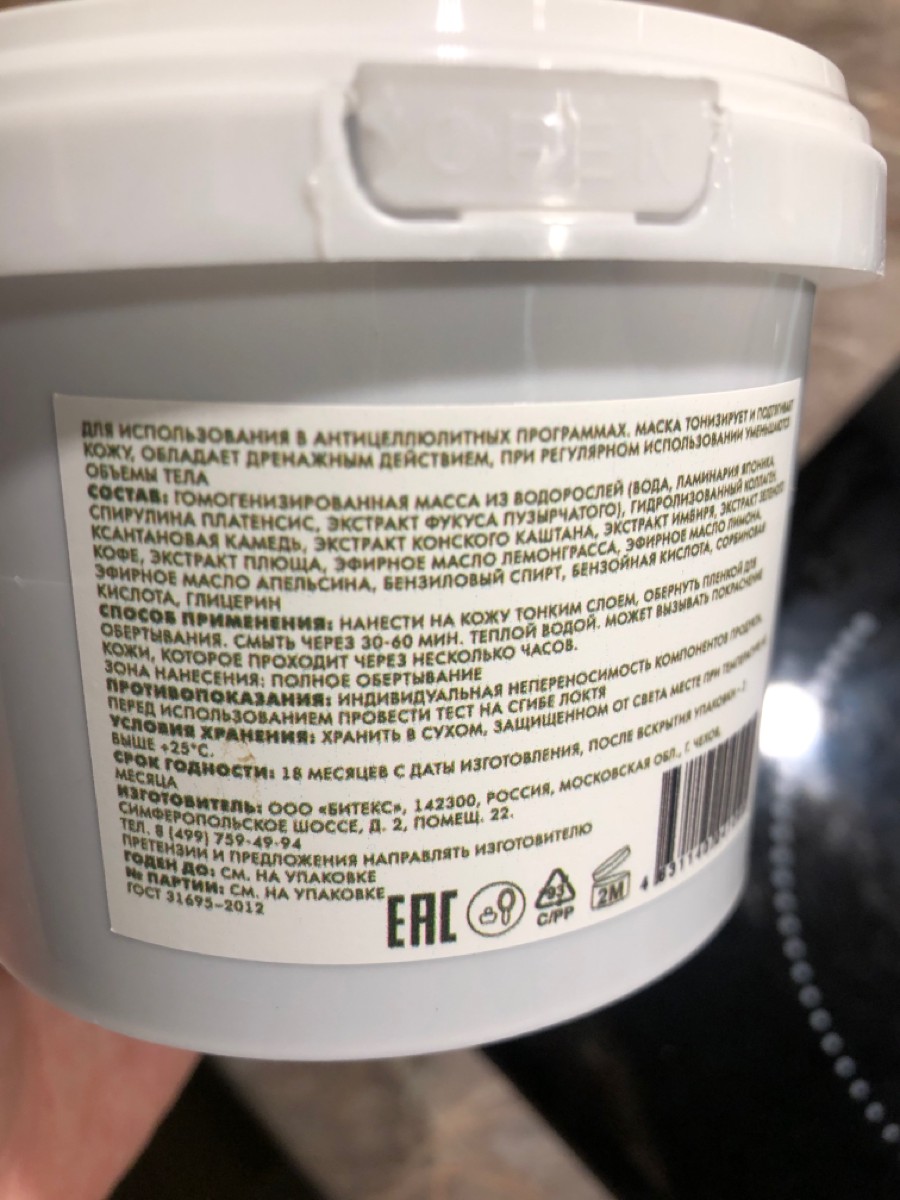 OPEN
ДЛЯ ИСПОЛЬЗОВАНИЯ В АНТИЦЕЛЛЮЛИТНЫХ ПРОГРАММАХ. МАСКА ТОНИЗИРУЕТ И ПОДТЯГИВАЕТ
КОЖУ, ОБЛАДАЕТ ДРЕНАЖНЫМ ДЕЙСТВИЕМ, ПРИ РЕГУЛЯРНОМ ИСПОЛЬЗОВАНИИ УМЕНЬШАЕТ
ОБЪЕМЫ ТЕЛА
СОСТАВ: ГОМОГЕНИЗИРОВАННАЯ МАССА ИЗ ВОДОРОСЛЕЙ (ВОДА, ЛАМИНАРИЯ ЯПОНИКА,
СПИРУЛИНА ПЛАТЕНСИС, ЭКСТРАКТ ФУКУСА ПУЗЫРЧАТОГО), ГИДРОЛИЗОВАННЫЙ КОЛЛАГЕН,
КСАНТАНОВАЯ КАМЕДЬ, ЭКСТРАКТ КОНСКОГО КАШТАНА, ЭКСТРАКТ ИМБИРЯ, ЭКСТРАКТ ЗЕЛЕНОГО
КОФЕ, ЭКСТРАКТ ПЛЮЩА, ЭФИРНОЕ МАСЛО ЛЕМОНГРАССА, ЭФИРНОЕ МАСЛО ЛИМОНА,
ЭФИРНОЕ МАСЛО АПЕЛЬСИНА, БЕНЗИЛОВЫЙ СПИРТ, БЕНЗОЙНАЯ КИСЛОТА, СОРБИНОВАЯ
КИСЛОТА, ГЛИЦЕРИН
СПОСОБ ПРИМЕНЕНИЯ: НАНЕСТИ НА КОЖУ ТОНКИМ СЛОЕМ, ОБЕРНУТЬ ПЛЕНКОЙ ДЛЯ
ОБЕРТЫВАНИЯ. СМЫТЬ ЧЕРЕЗ 30-60 МИН. ТЕПЛОЙ ВОДОЙ. МОЖЕТ ВЫЗЫВАТЬ ПОКРАСНЕНИЕ
КОЖИ, КОТОРОЕ ПРОХОДИТ ЧЕРЕЗ НЕСКОЛЬКО ЧАСОВ.
ЗОНА НАНЕСЕНИЯ: ПОЛНОЕ ОБЕРТЫВАНИЕ
ПРОТИВОПОКАЗАНИЯ: ИНДИВИДУАЛЬНАЯ НЕПЕРЕНОСИМОСТЬ КОМПОНЕНТОВ
ПЕРЕД ИСПОЛЬЗОВАНИЕМ ПРОВЕСТИ ТЕСТ НА СГИБЕ ЛОКТЯ
УСЛОВИЯ ХРАНЕНИЯ: ХРАНИТЬ В СУХОМ, ЗАЩИЩЕННОМ ОТ СВЕТА МЕСТЕ ПРИ ТЕМПЕРАТУРЕ НЕ
ВЫШЕ +25°С.
СРОК ГОДНОСТИ: 18 МЕСЯЦЕВ С ДАТЫ ИЗГОТОВЛЕНИЯ, ПОСЛЕ ВСКРЫТИЯ УПАКОВКИ - 2
МЕСЯЦА
ИЗГОТОВИТЕЛЬ: ООО «БИТЕКС», 142300, РОССИЯ, МОСКОВСКАЯ ОБЛ., Г. ЧЕХОВ,
СИМФЕРОПОЛЬСКОЕ ШОССЕ, Д. 2, ПОМЕЩ. 22.
ТЕЛ. 8 (499) 759-49-94
ПРЕТЕНЗИИ И ПРЕДЛОЖЕНИЯ НАПРАВЛЯТЬ ИЗГОТОВИТЕЛЮ
ГОДЕН ДО: СМ. НА УПАКОВКЕ
№ ПАРТИИ: СМ. НА УПАКОВКЕ
ГОСТ 31695-2012
EAC
93
C/PP
2М